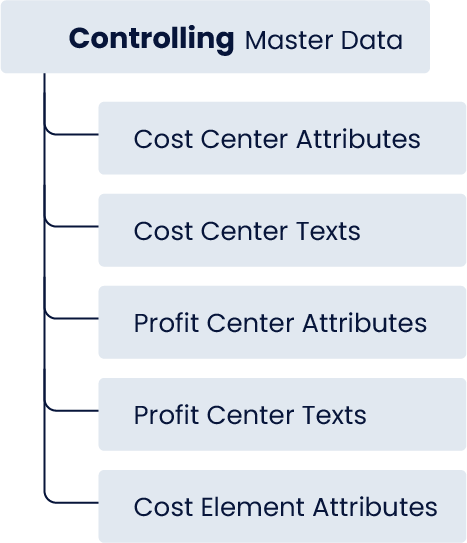 Controlling Master Data
Cost Center Attributes
Cost Center Texts
Profit Center Attributes
Profit Center Texts
Cost Element Attributes